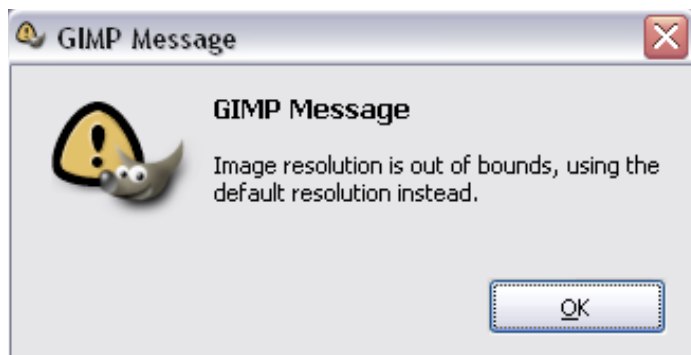 GIMP Message
GIMP Message
Image resolution is out of bounds, using the
default resolution instead.
OK